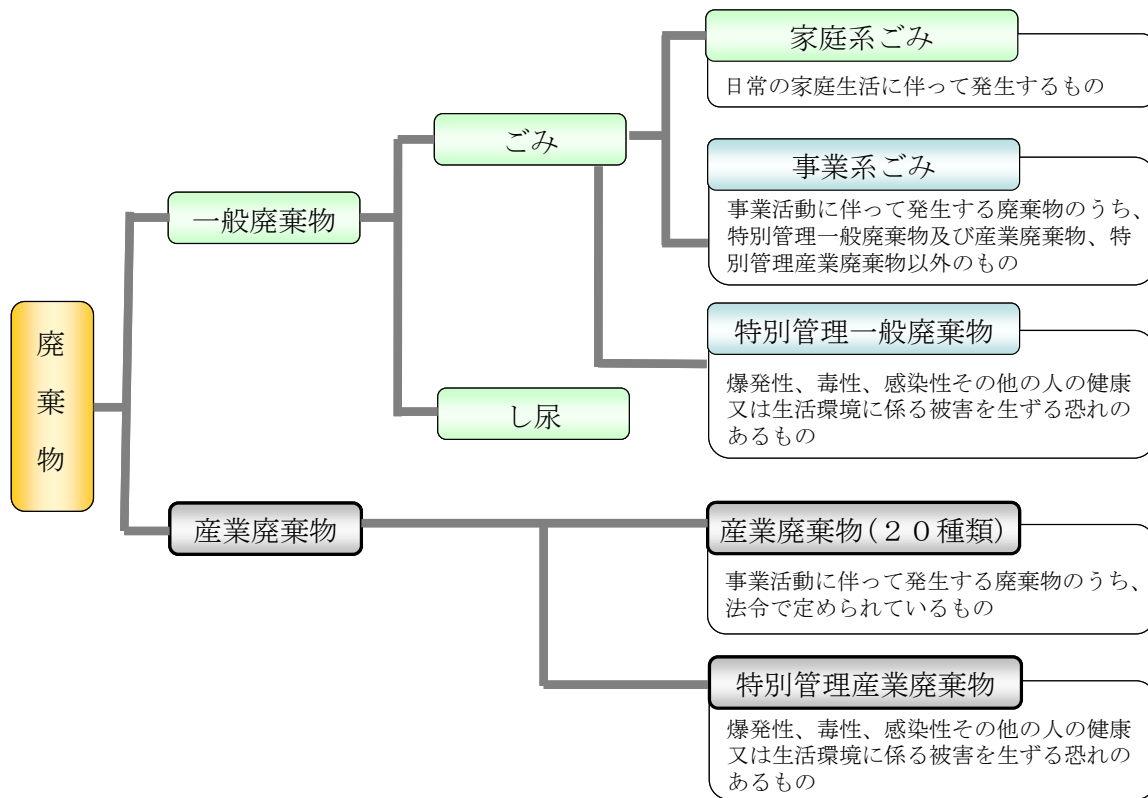 家庭系ごみ
日常の家庭生活に伴って発生するもの
ごみ
事業系ごみ
事業活動に伴って発生する廃棄物のうち、
特別管理一般廃棄物及び産業廃棄物、特
別管理産業廃棄物以外のもの
一般廃棄物
廃棄物
特別管理一般廃棄物
爆発性、毒性、感染性その他の人の健康
又は生活環境に係る被害を生ずる恐れの
あるもの
し尿
産業廃棄物
産業廃棄物(20種類)
事業活動に伴って発生する廃棄物のうち、
法令で定められているもの
特別管理産業廃棄物
爆発性、毒性、感染性その他の人の健康
又は生活環境に係る被害を生ずる恐れの
あるもの